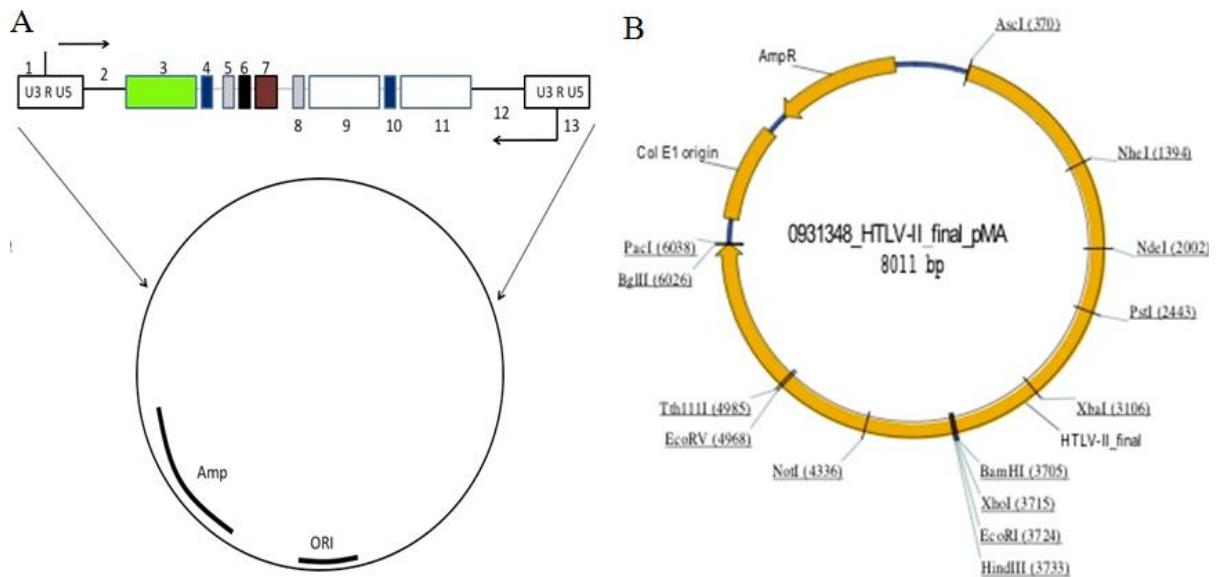 A
1
2
3
4
5
6
7
U3 R U5
U3 R U5
8
9
10
11
12
13
Amp
ORI
B
AscI (370)
AmpR
NheI (1394)
Col E1 origin
0931348_HTLV-II_final_pMA
8011 bp
PacI (6038)
BglII (6026)
NdeI (2002)
PstI (2443)
Tth111I (4985)
EcoRV (4968)
XbaI (3106)
HTLV-II_final
NotI (4336)
BamHI (3705)
XhoI (3715)
EcoRI (3724)
HindIII (3733)